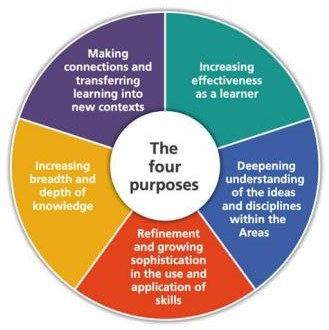 Making
connections and
transferring
learning into
new contexts
Increasing
effectiveness
as a learner
Deepening
understanding
of the ideas
and disciplines
within the
Areas
Refinement
and growing
sophistication
in the use and
application of
skills
Increasing
breadth and
depth of
knowledge
The
four
purposes